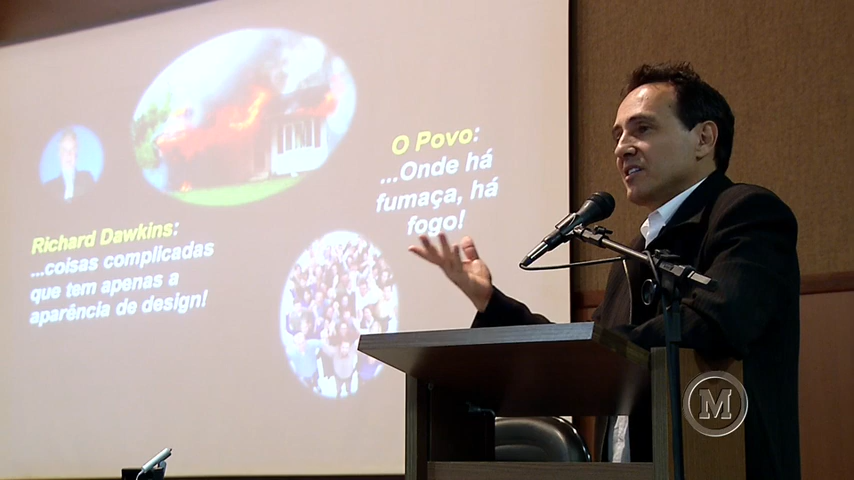 O Povo:
...Onde há
fumaça, há
fogo!
Richard Dawkins:
...coisas complicadas
que tem apenas a
aparência de design!
M